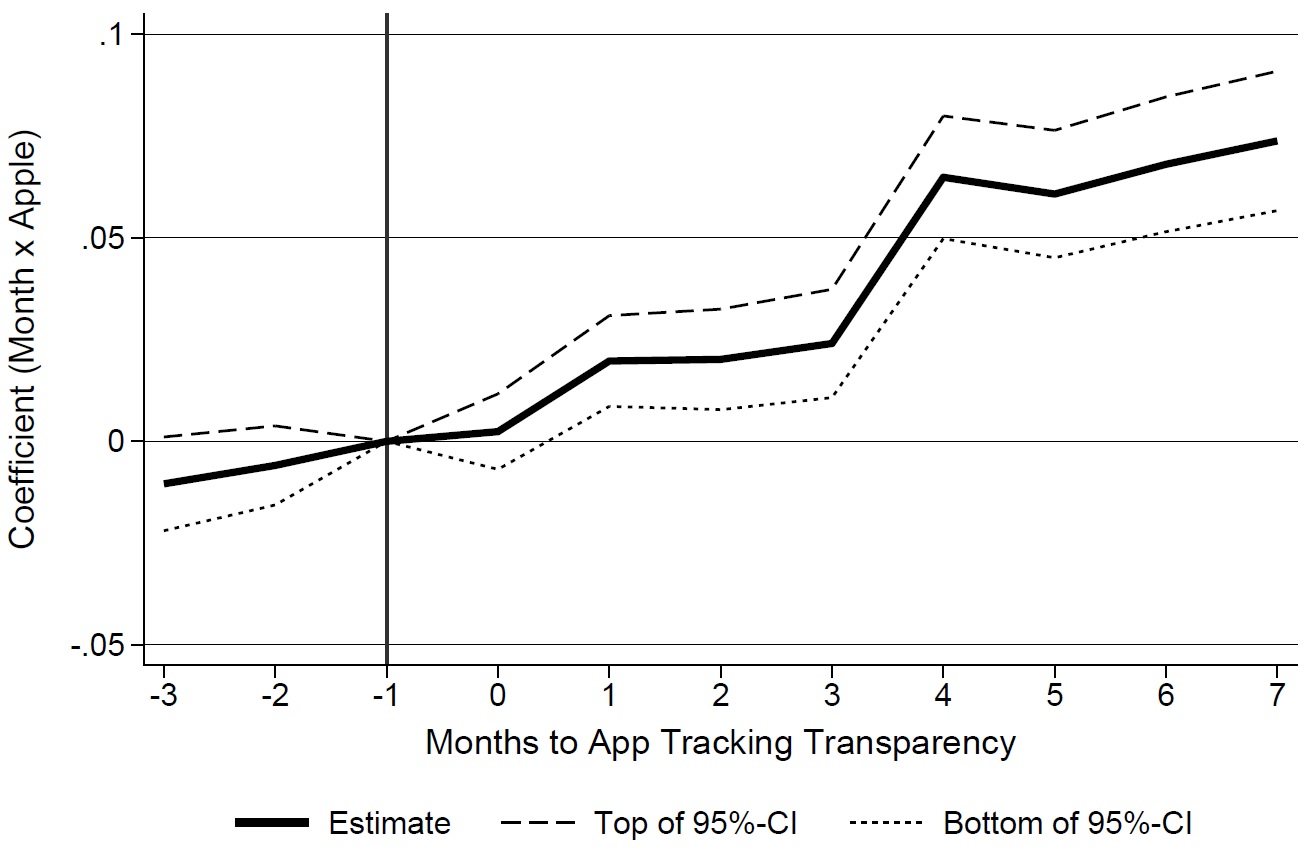 Coefficient (Month x Apple)
.1
.05
0
-.05
-3 -2 -1 0 1 2 3 4 5 6 7
Months to App Tracking Transparency
Estimate Top of 95%-CI Bottom of 95%-CI